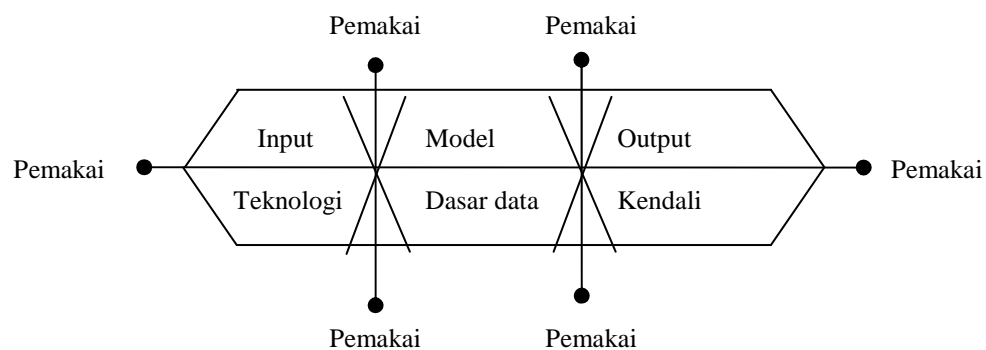 Pemakai Pemakai
Input Model Output
Pemakai Pemakai
Teknologi Dasar data Kendali
Pemakai Pemakai